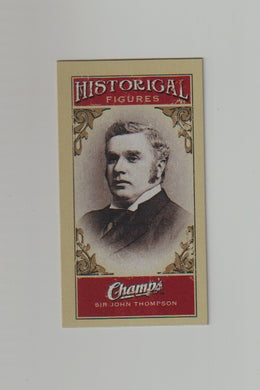 HISTORICAL
FIGURES
Champ's
SIR JOHN THOMPSON